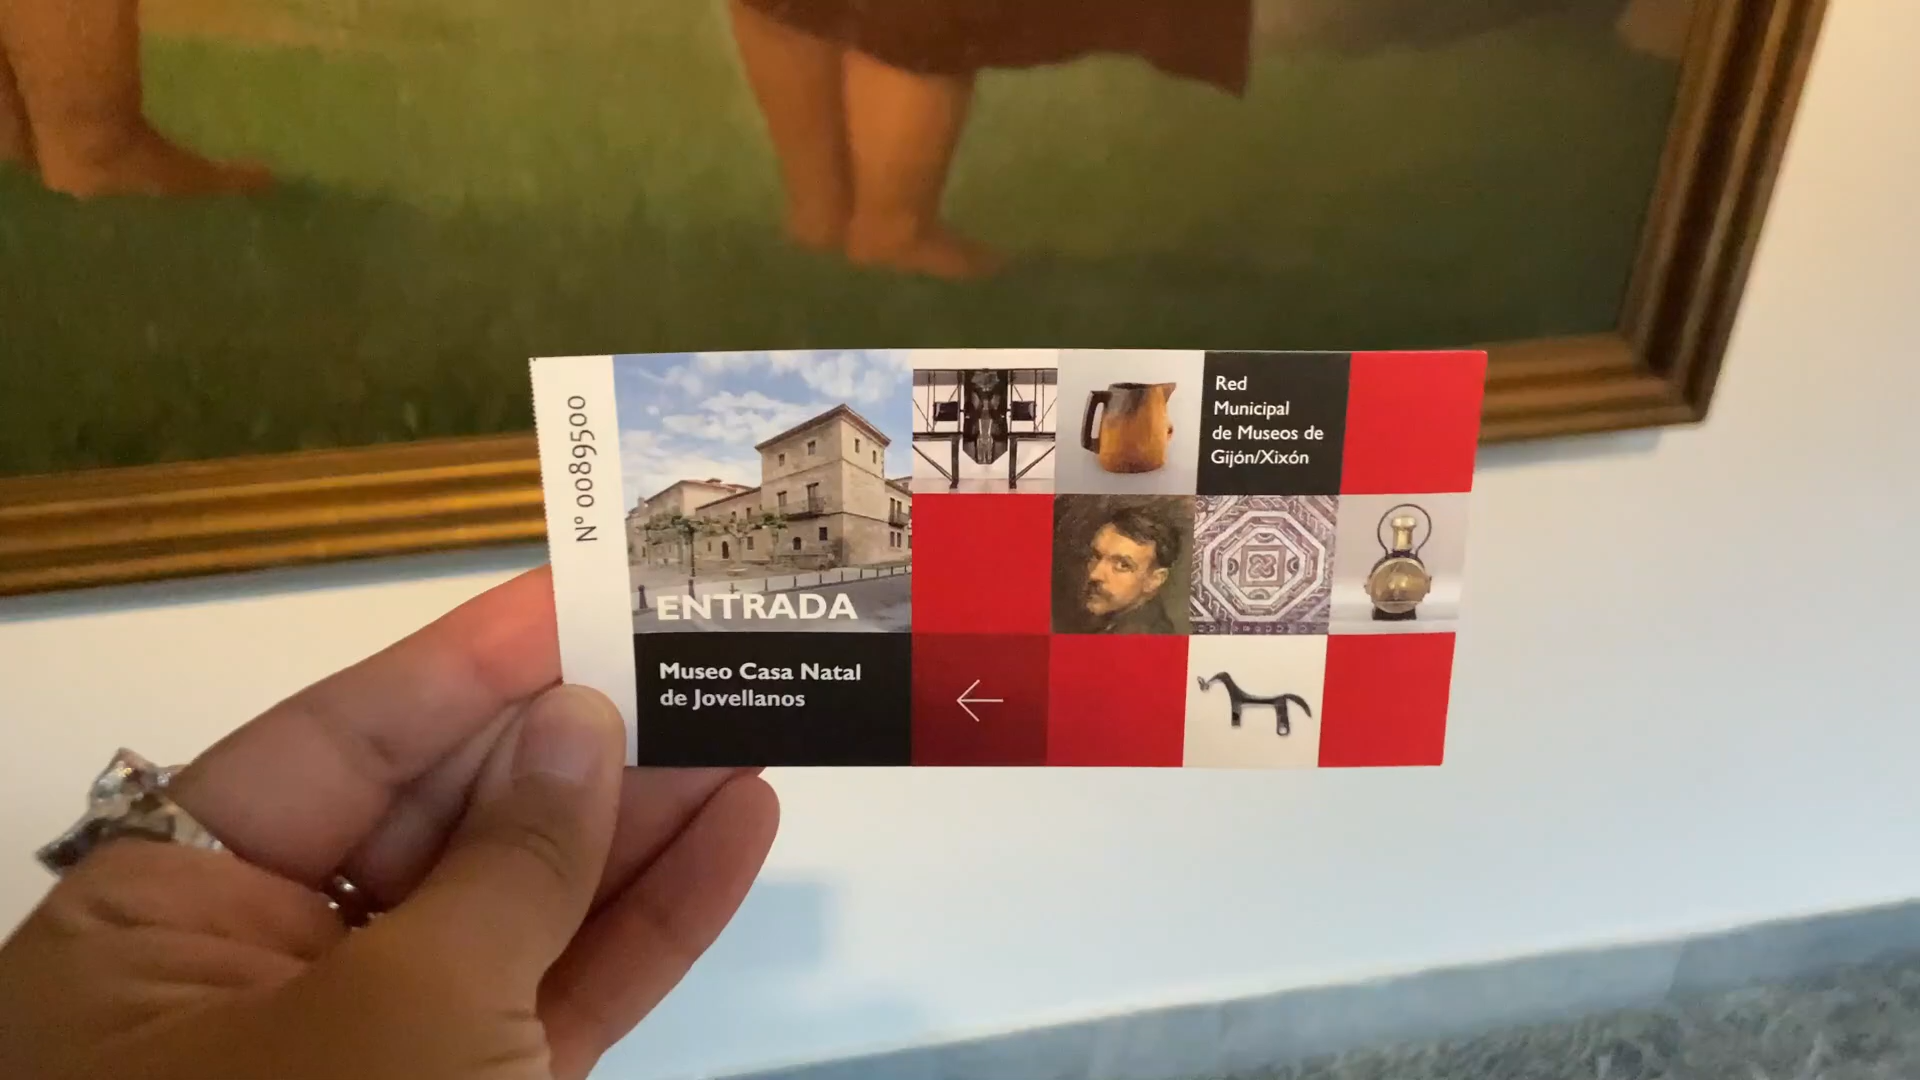 Nº 0089500
ENTRADA
Museo Casa Natal
de Jovellanos
Red
Municipal
de Museos de
Gijón/Xixón